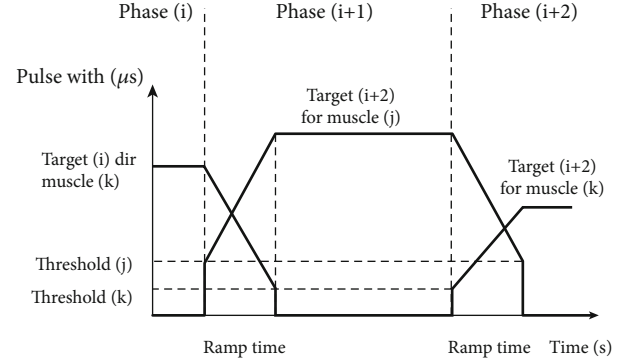 Phase (i)
Phase (i+1)
Phase (i+2)
Pulse with (μs)
Target (i+2)
for muscle (j)
Target (i) dir
muscle (k)
Target (i+2)
for muscle (k)
Threshold (j)
Threshold (k)
Ramp time
Ramp time
Time (s)